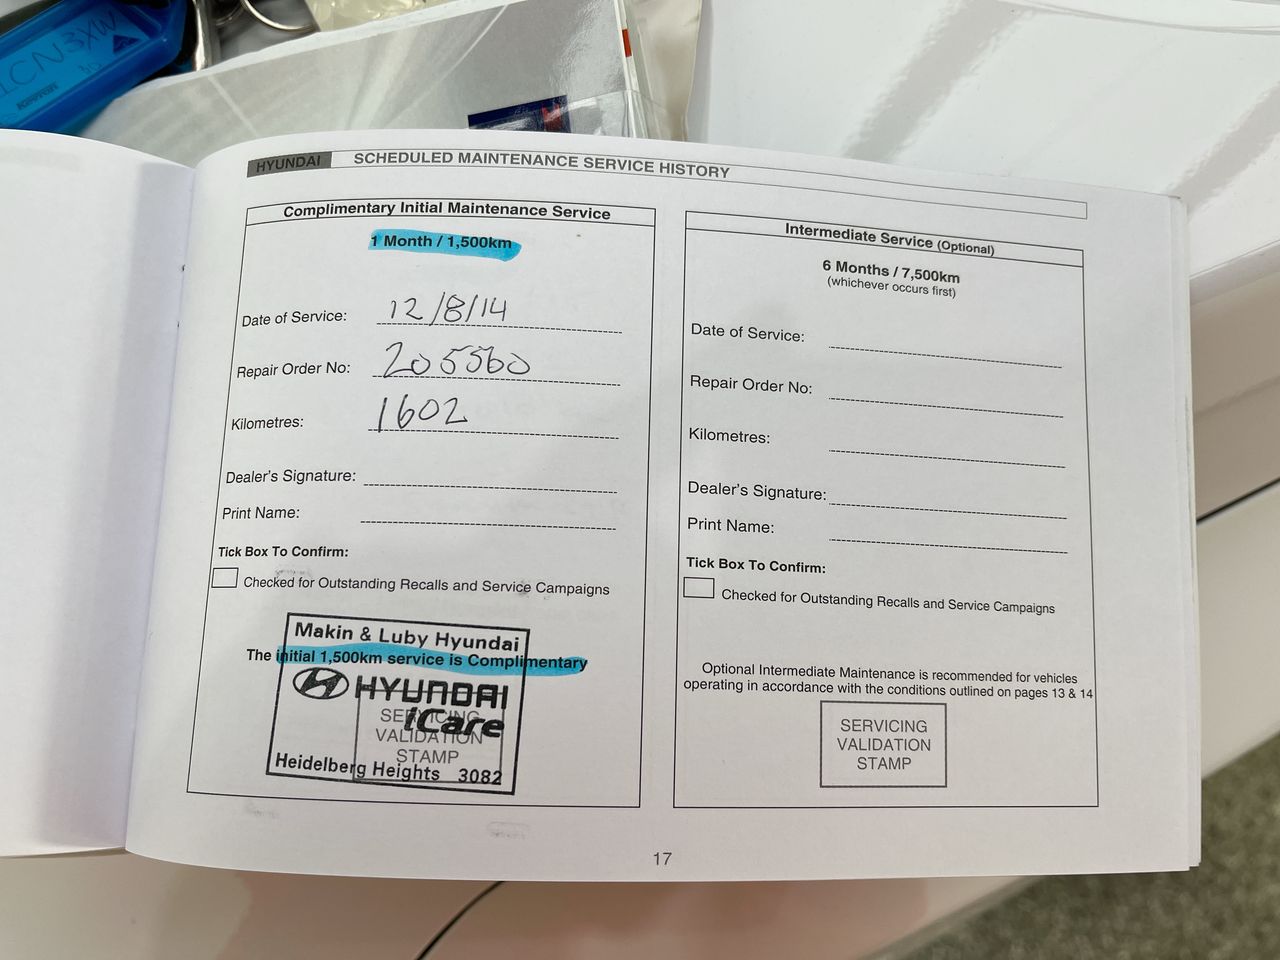 1CN3XW
Kevron
HYUNDAI SCHEDULED MAINTENANCE SERVICE HISTORY
Complimentary Initial Maintenance Service
1 Month / 1,500km
Date of Service: 12/8/14
Repair Order No: 205560
Kilometres: 1602
Dealer's Signature:
Print Name:
Tick Box To Confirm:
Checked for Outstanding Recalls and Service Campaigns
Makin & Luby Hyundai
The initial 1,500km service is Complimentary
HYUNDAI
iCare
SERVICING
VALIDATION
STAMP
Heidelberg Heights 3082
Intermediate Service (Optional)
6 Months / 7,500km
(whichever occurs first)
Date of Service:
Repair Order No:
Kilometres:
Dealer's Signature:
Print Name:
Tick Box To Confirm:
Checked for Outstanding Recalls and Service Campaigns
Optional Intermediate Maintenance is recommended for vehicles
operating in accordance with the conditions outlined on pages 13 & 14
SERVICING
VALIDATION
STAMP
17